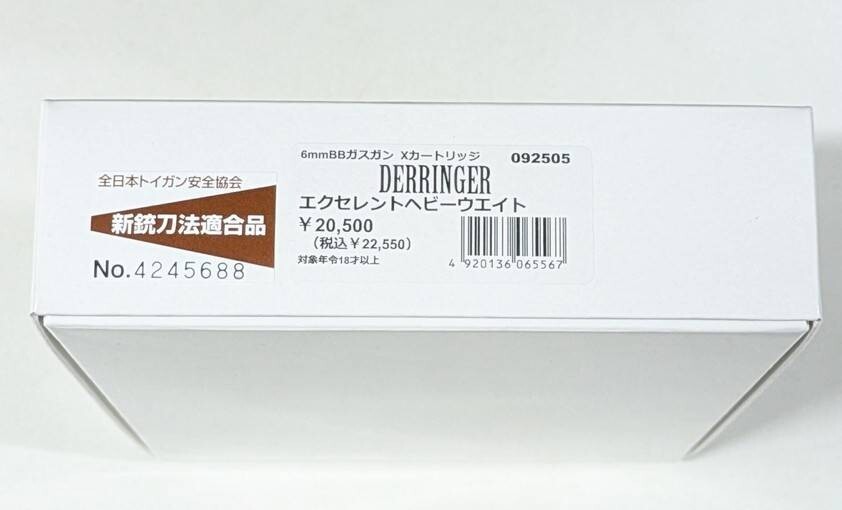 全日本トイガン安全協会
新銃刀法適合品
No.4245688
6mmBBガスガン Xカートリッジ 092505
DERRINGER
エクセレントヘビーウエイト
￥20,500
（税込￥22,550）
対象年令18才以上
4 920136 065567